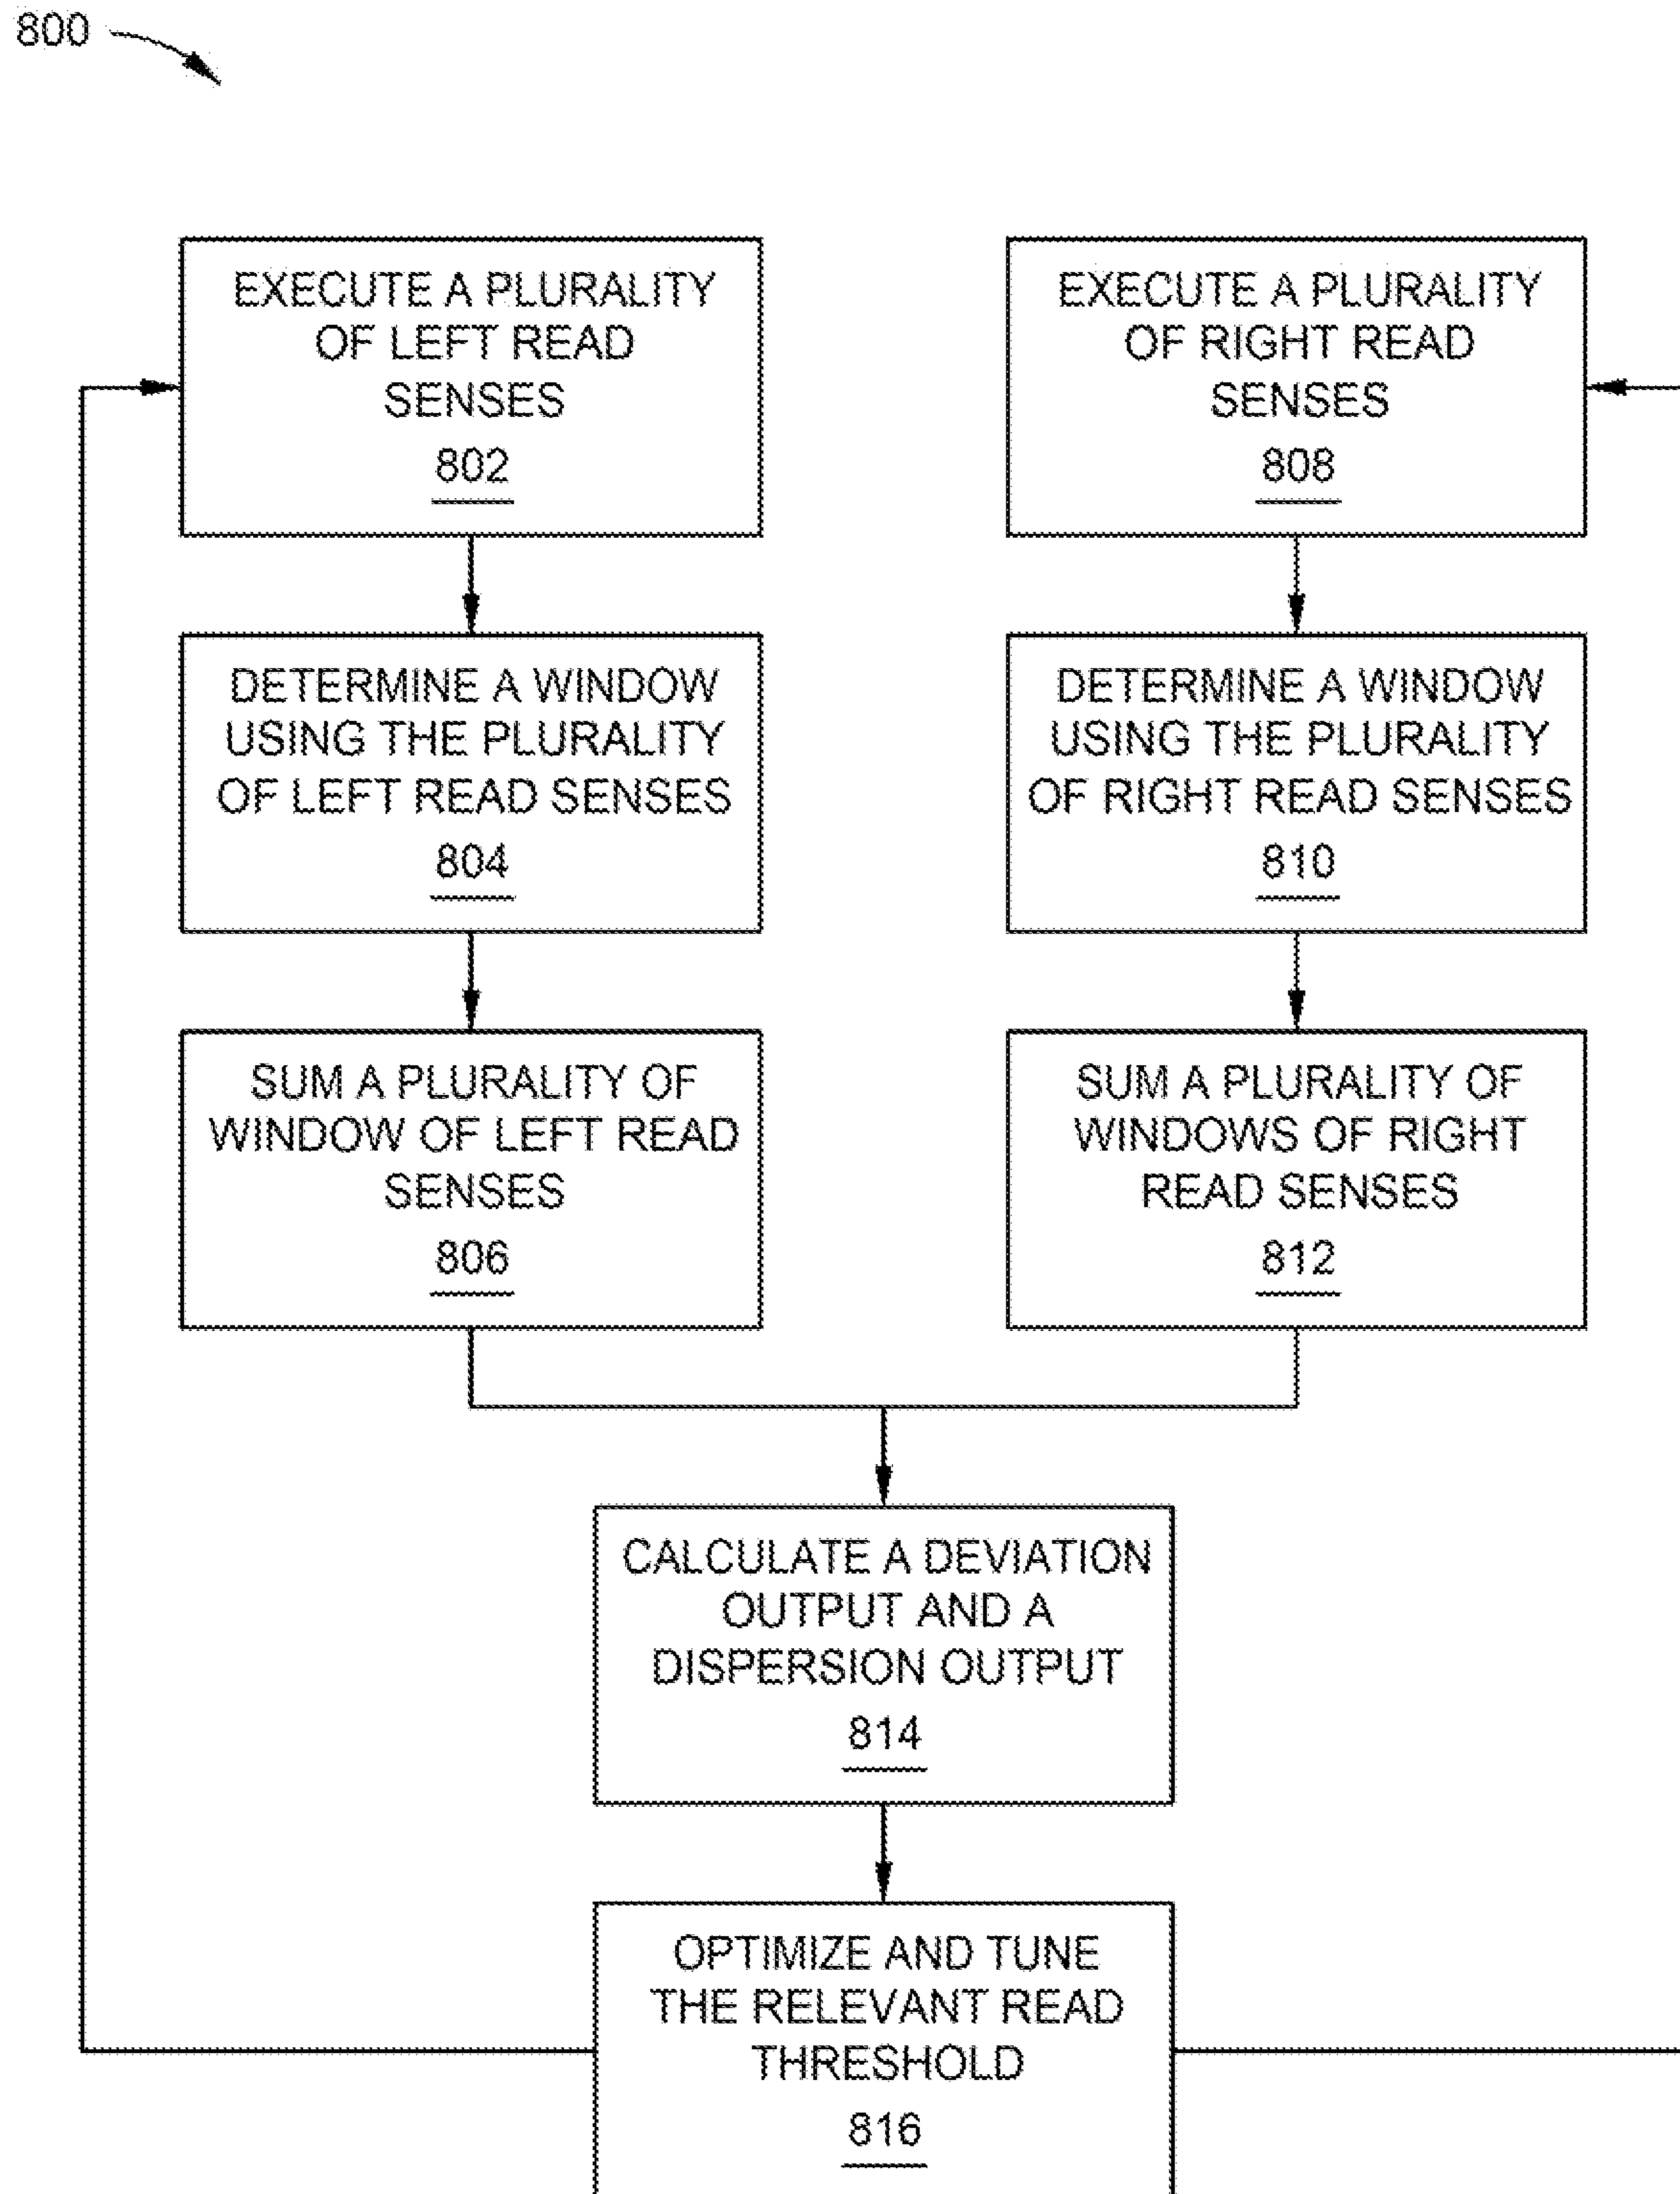 800
EXECUTE A PLURALITY
OF LEFT READ
SENSES
802
DETERMINE A WINDOW
USING THE PLURALITY
OF LEFT READ SENSES
804
SUM A PLURALITY OF
WINDOW OF LEFT READ
SENSES
806
EXECUTE A PLURALITY
OF RIGHT READ
SENSES
808
DETERMINE A WINDOW
USING THE PLURALITY
OF RIGHT READ SENSES
810
SUM A PLURALITY OF
WINDOWS OF RIGHT
READ SENSES
812
CALCULATE A DEVIATION
OUTPUT AND A
DISPERSION OUTPUT
814
OPTIMIZE AND TUNE
THE RELEVANT READ
THRESHOLD
816